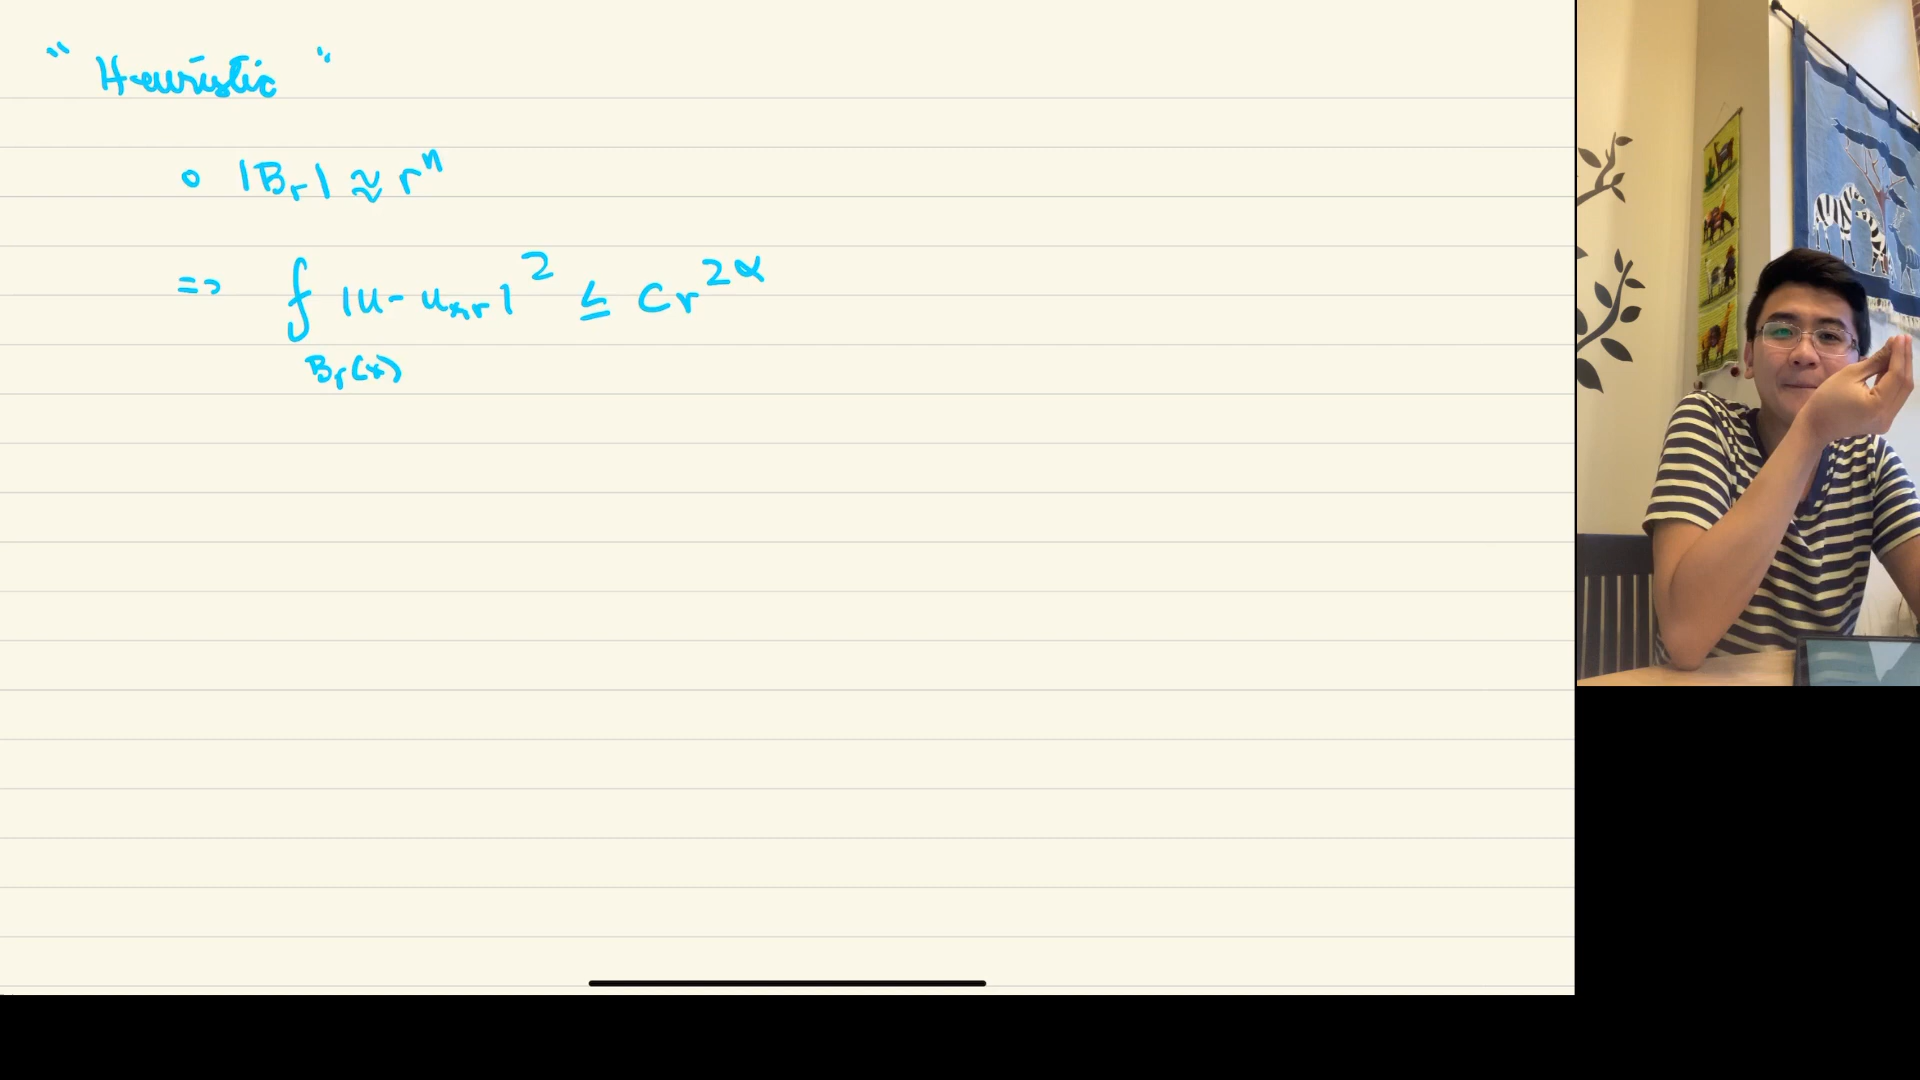 "Heuristic"
◦ |B_r| ≈ r^n
=> ⨍ |u - u_{x,r}|^2 ≤ C r^{2α}
B_r(x)